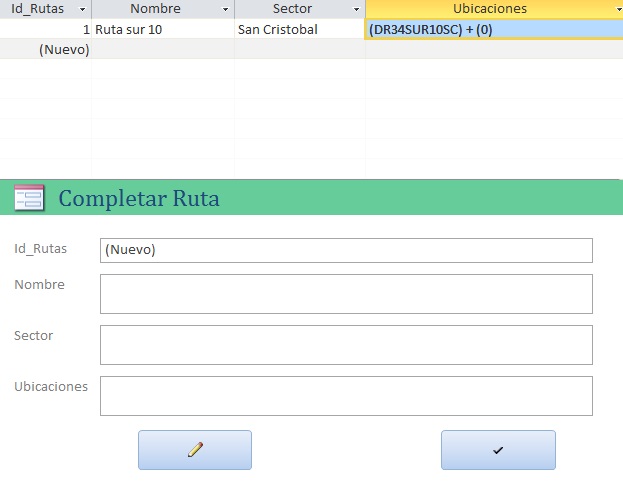 Id_Rutas Nombre Sector Ubicaciones
1 Ruta sur 10 San Cristobal (DR34SUR10SC) + (0)
(Nuevo)
Completar Ruta
Id_Rutas (Nuevo)
Nombre
Sector
Ubicaciones